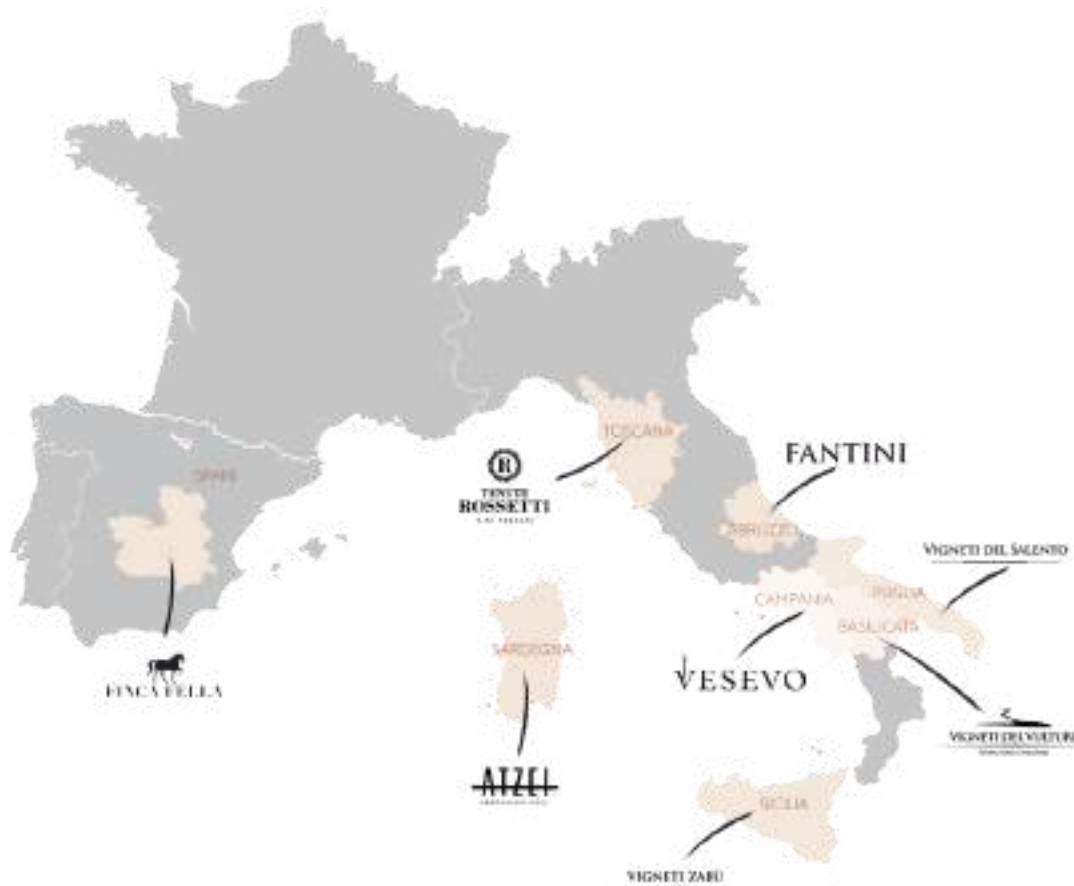 TOSCANA
FANTINI
SPAIN
R
TENUTE
ROSSETTI
ABRUZZO
VIGNETI DEL SALENTO
PUGLIA
CAMPANIA
BASILICATA
SARDEGNA
VESEVO
FINCA FELLA
VIGNETI DEL VULTURE
ATZEI
SICILIA
VIGNETI ZABÙ